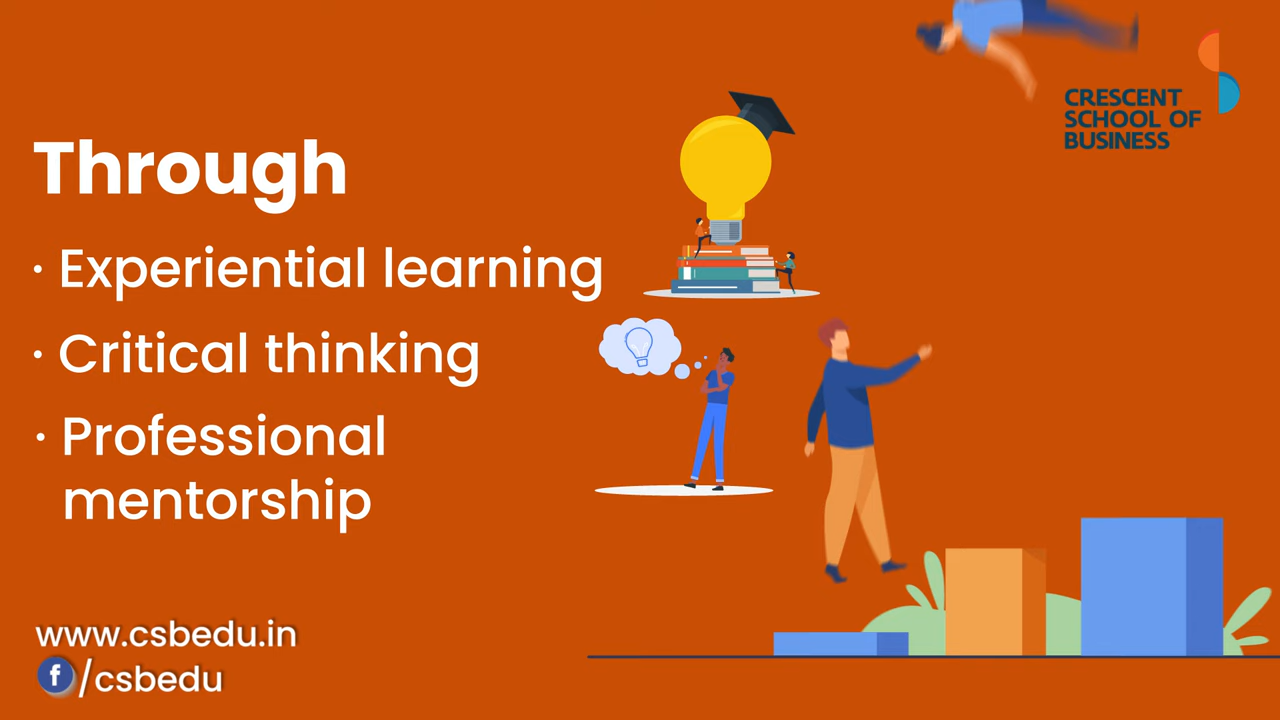 CRESCENT
SCHOOL OF
BUSINESS
Through
· Experiential learning
· Critical thinking
· Professional
mentorship
www.csbedu.in
f/csbedu